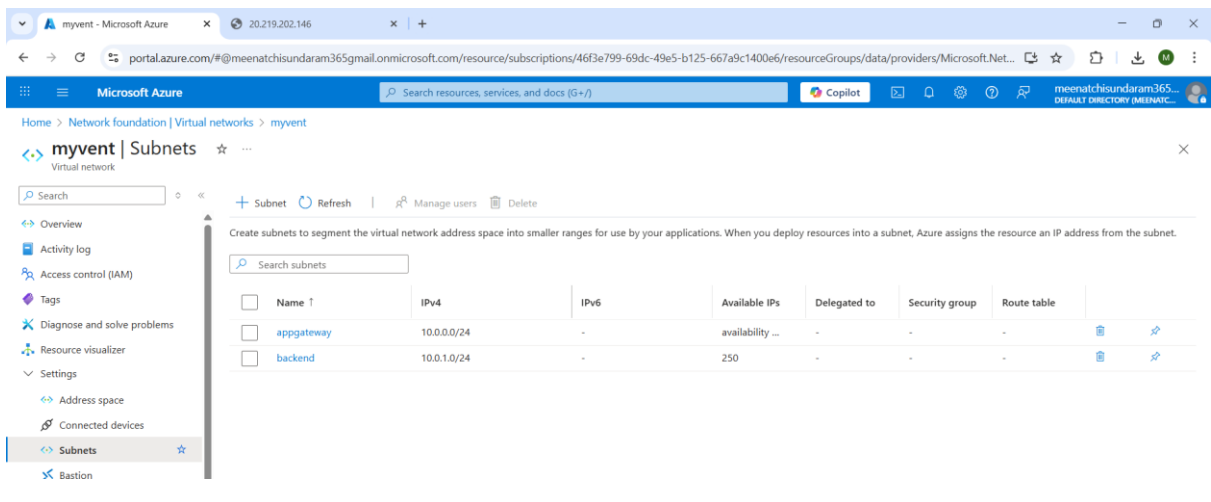 myvent - Microsoft Azure
20.219.202.146
portal.azure.com/#@meenatchisundaram365gmail.onmicrosoft.com/resource/subscriptions/46f3e799-69dc-49e5-b125-667a9c1400e6/resourceGroups/data/providers/Microsoft.Net...
M
Microsoft Azure
Search resources, services, and docs (G+/)
Copilot
meenatchisundaram365...
DEFAULT DIRECTORY (MEENATC...
Home > Network foundation | Virtual networks > myvent
myvent | Subnets
Virtual network
Search
+ Subnet Refresh | Manage users Delete
Overview
Activity log
Access control (IAM)
Tags
Diagnose and solve problems
Resource visualizer
Settings
Address space
Connected devices
Subnets
Bastion
Create subnets to segment the virtual network address space into smaller ranges for use by your applications. When you deploy resources into a subnet, Azure assigns the resource an IP address from the subnet.
Search subnets
Name ↑ IPv4 IPv6 Available IPs Delegated to Security group Route table
appgateway 10.0.0.0/24 - availability ... - - -
backend 10.0.1.0/24 - 250 - - -